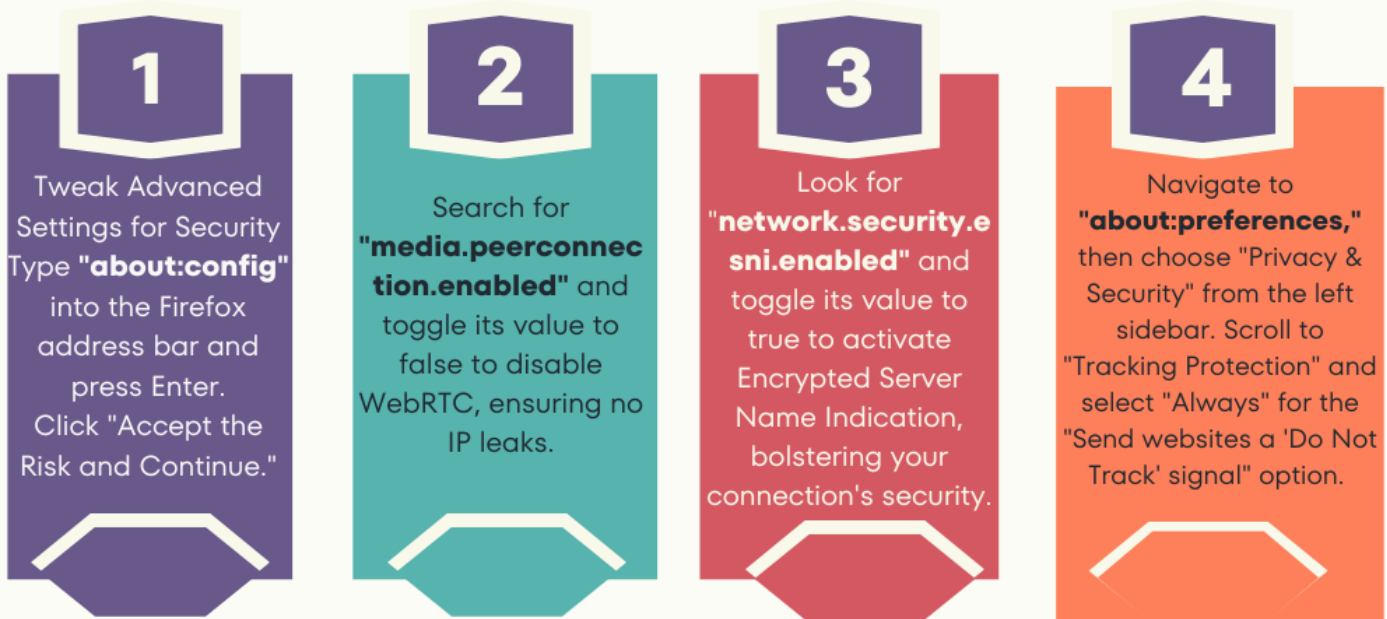 1
Tweak Advanced
Settings for Security
Type "about:config"
into the Firefox
address bar and
press Enter.
Click "Accept the
Risk and Continue."
2
Search for
"media.peerconnec
tion.enabled" and
toggle its value to
false to disable
WebRTC, ensuring no
IP leaks.
3
Look for
"network.security.e
sni.enabled" and
toggle its value to
true to activate
Encrypted Server
Name Indication,
bolstering your
connection's security.
4
Navigate to
"about:preferences,"
then choose "Privacy &
Security" from the left
sidebar. Scroll to
"Tracking Protection" and
select "Always" for the
"Send websites a 'Do Not
Track' signal" option.